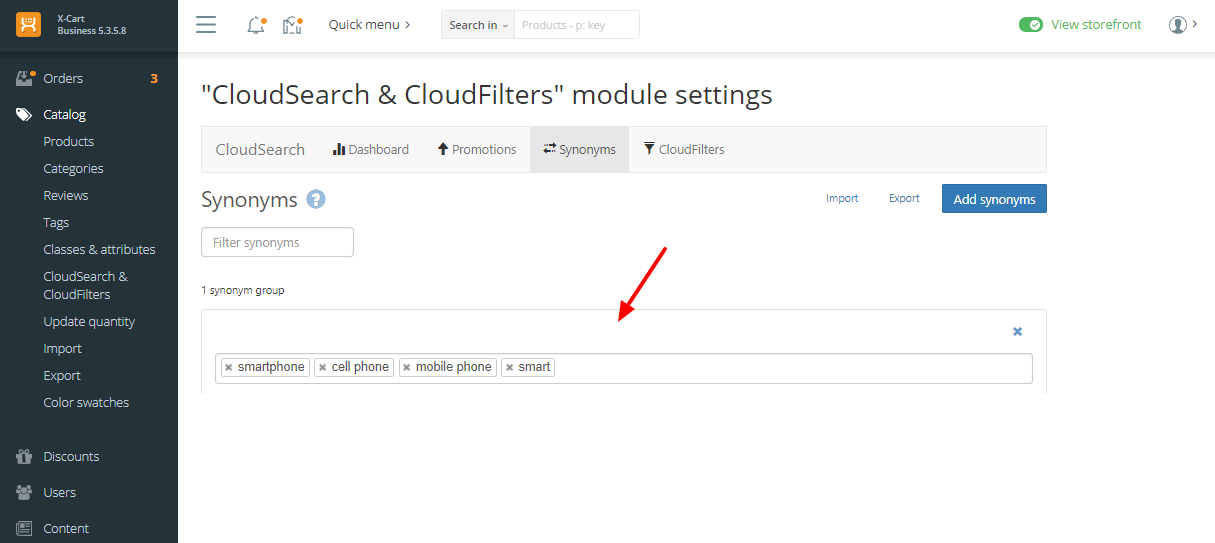 X-Cart
Business 5.3.5.8
Quick menu
Search in
Products - p: key
View storefront
Orders
3
Catalog
Products
Categories
Reviews
Tags
Classes & attributes
CloudSearch &
CloudFilters
Update quantity
Import
Export
Color swatches
Discounts
Users
Content
"CloudSearch & CloudFilters" module settings
CloudSearch
Dashboard
Promotions
Synonyms
CloudFilters
Synonyms
?
Import
Export
Add synonyms
Filter synonyms
1 synonym group
smartphone
cell phone
mobile phone
smart